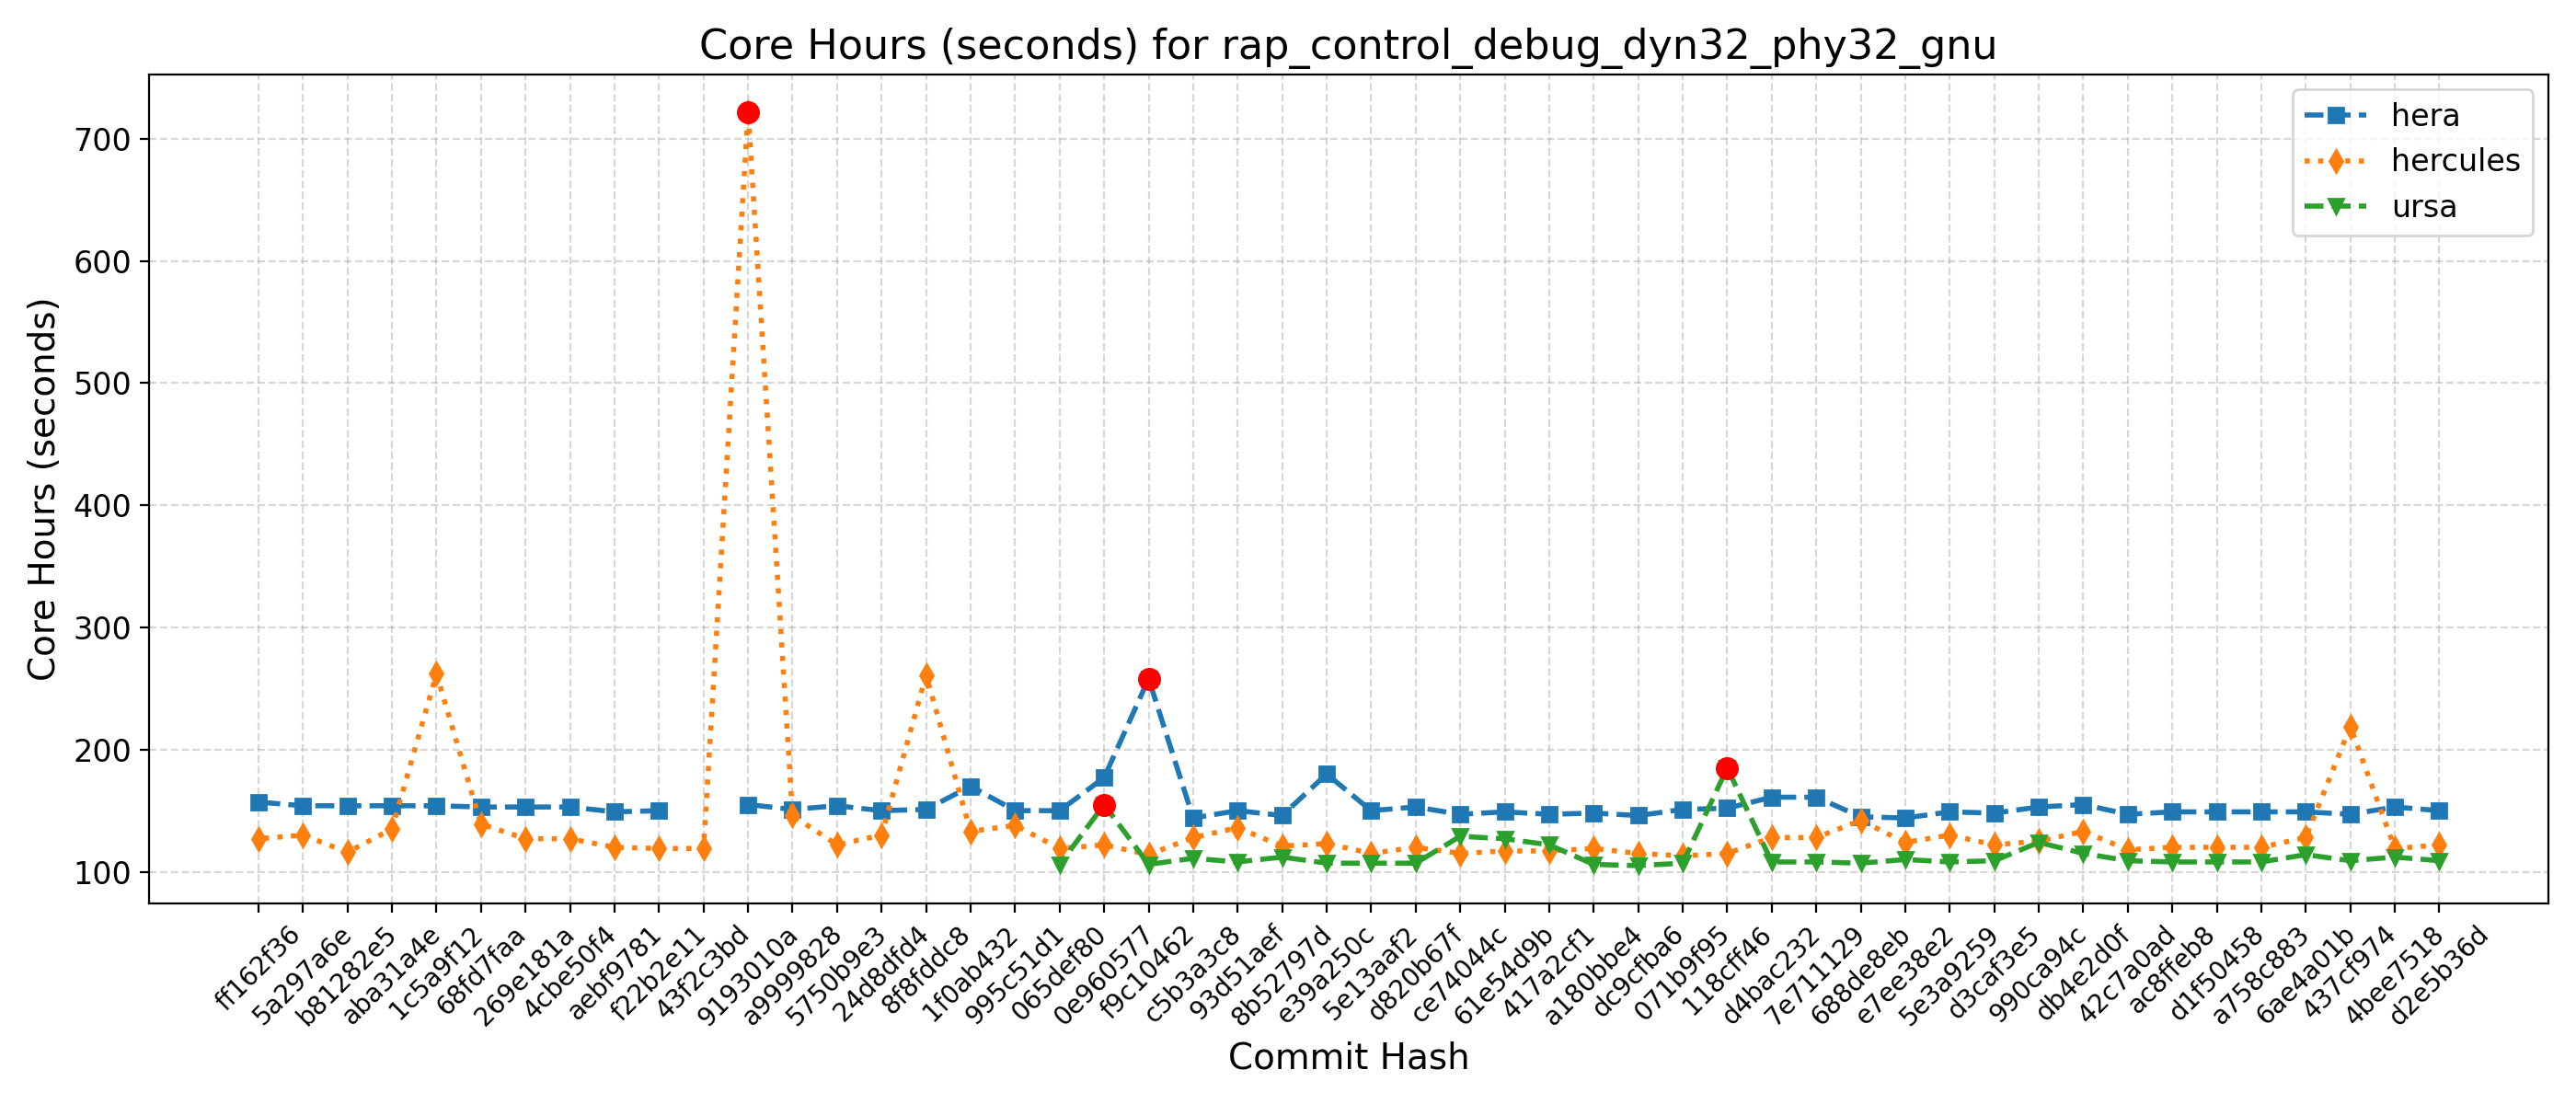 Core Hours (seconds) for rap_control_debug_dyn32_phy32_gnu
hera
hercules
ursa
Core Hours (seconds)
700
600
500
400
300
200
100
ff162f36
5a297a6e
b81282e5
aba31a4e
1c5a9f12
68fd7faa
269e181a
4cbe50f4
aebf9781
f22b2e11
43f2c3bd
9193010a
a9999828
5750b9e3
24d8dfd4
8f8fddc8
1f0ab432
995c51d1
065def80
0e960577
f9c10462
c5b3a3c8
93d51aef
8b52797d
e39a250c
5e13aaf2
d820b67f
ce74044c
61e54d9b
417a2cf1
a180bbe4
dc9cfba6
071b9f95
118cff46
d4bac232
7e711129
688de8eb
e7ee38e2
5e3a9259
d3caf3e5
990ca94c
db4e2d0f
42c7a0ad
ac8ffeb8
d1f50458
a758c883
6ae4a01b
437cf974
4bee7518
d2e5b36d
Commit Hash